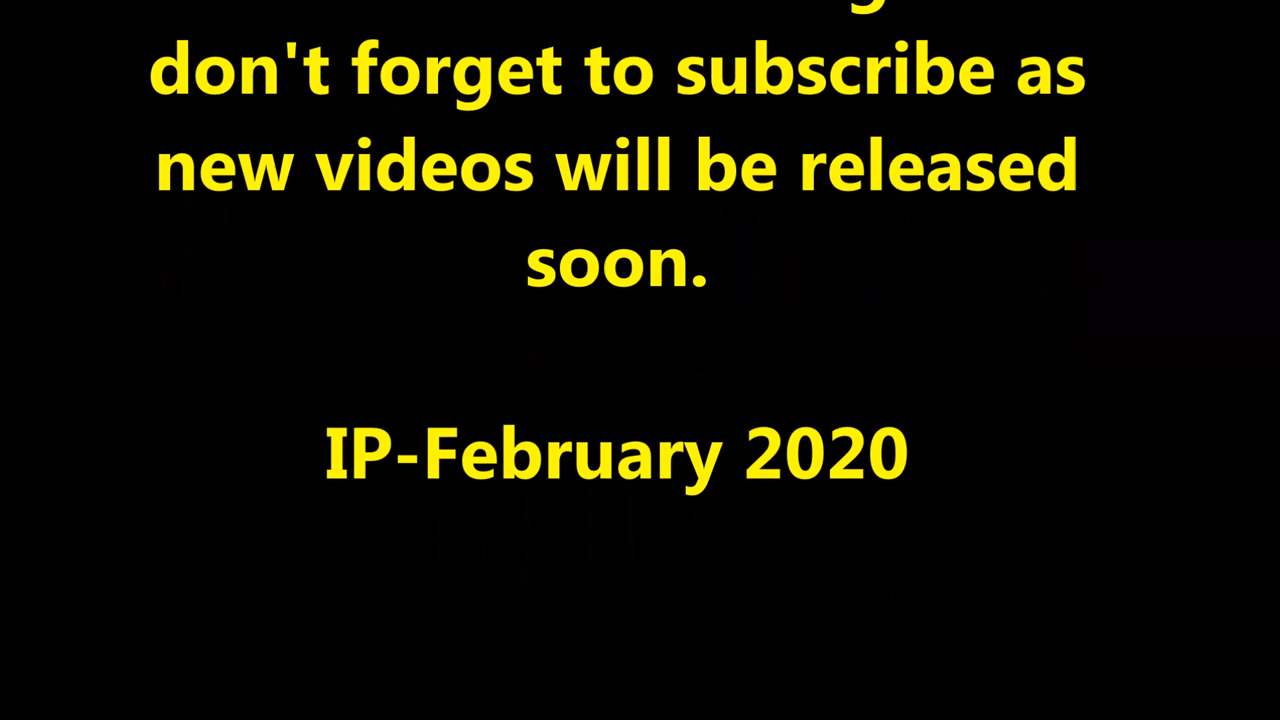 don't forget to subscribe as
new videos will be released
soon.
IP-February 2020